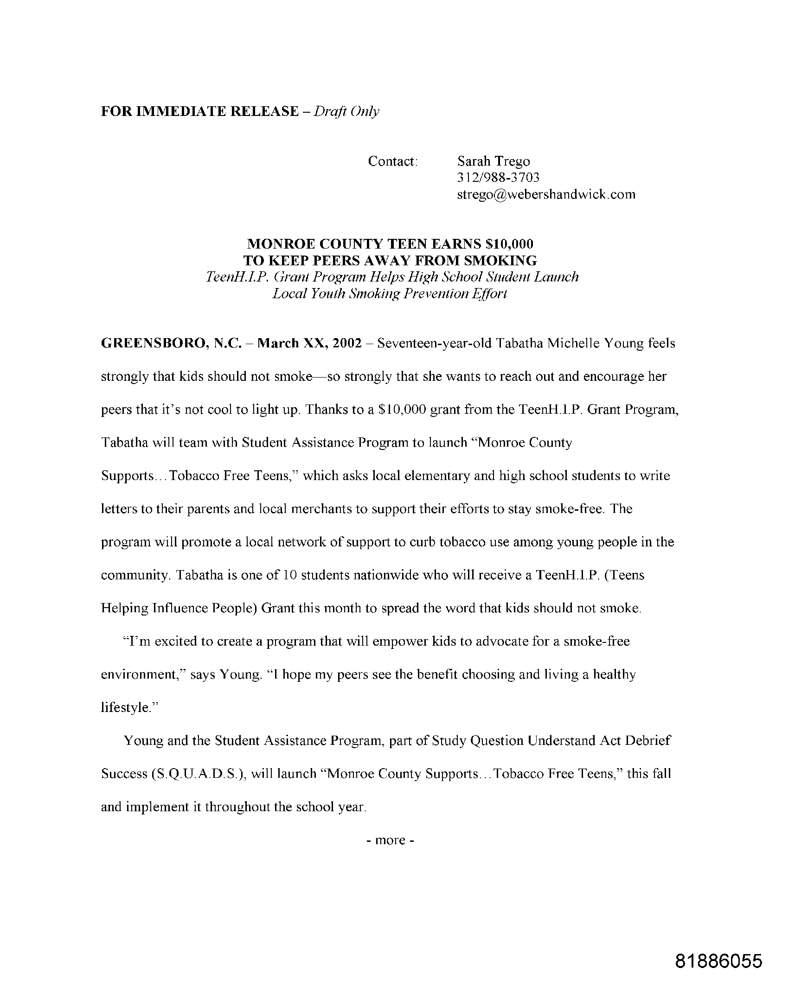 FOR IMMEDIATE RELEASE – Draft Only
Contact: Sarah Trego
312/988-3703
strego@webershandwick.com
MONROE COUNTY TEEN EARNS $10,000
TO KEEP PEERS AWAY FROM SMOKING
TeenH.I.P. Grant Program Helps High School Student Launch
Local Youth Smoking Prevention Effort
GREENSBORO, N.C. – March XX, 2002 – Seventeen-year-old Tabatha Michelle Young feels
strongly that kids should not smoke—so strongly that she wants to reach out and encourage her
peers that it's not cool to light up. Thanks to a $10,000 grant from the TeenH.I.P. Grant Program,
Tabatha will team with Student Assistance Program to launch “Monroe County
Supports…Tobacco Free Teens,” which asks local elementary and high school students to write
letters to their parents and local merchants to support their efforts to stay smoke-free. The
program will promote a local network of support to curb tobacco use among young people in the
community. Tabatha is one of 10 students nationwide who will receive a TeenH.I.P. (Teens
Helping Influence People) Grant this month to spread the word that kids should not smoke.
“I'm excited to create a program that will empower kids to advocate for a smoke-free
environment,” says Young. “I hope my peers see the benefit choosing and living a healthy
lifestyle.”
Young and the Student Assistance Program, part of Study Question Understand Act Debrief
Success (S.Q.U.A.D.S.), will launch “Monroe County Supports…Tobacco Free Teens,” this fall
and implement it throughout the school year.
- more -
81886055